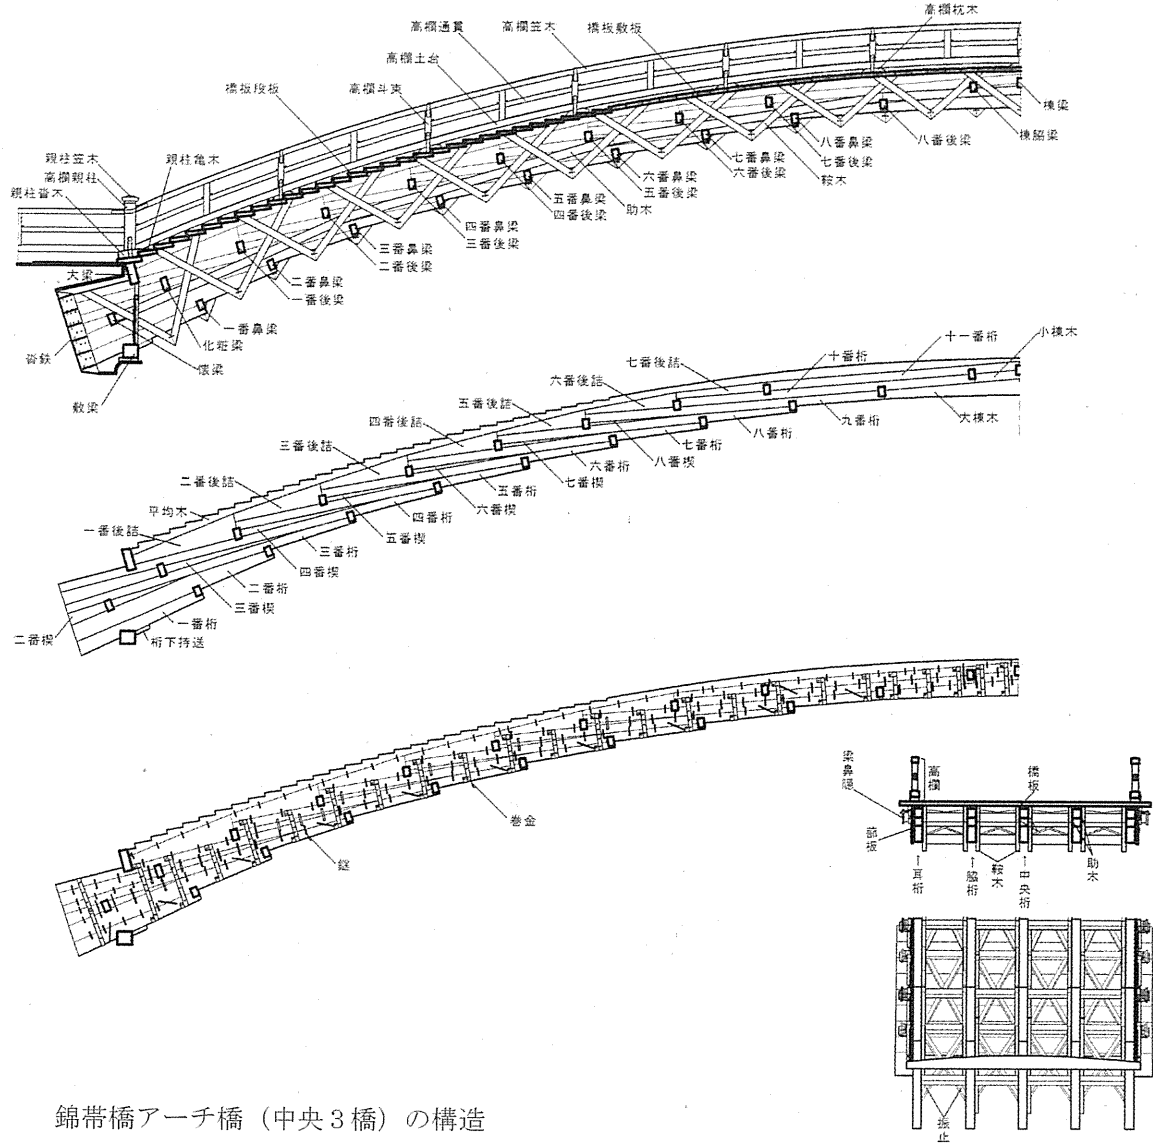 高欄枕木
高欄笠木
高欄通貫
橋板敷板
高欄土台
橋板段板
高欄斗束
棟梁
棟脇梁
八番鼻梁
八番後梁
七番鼻梁
七番後梁
六番鼻梁
六番後梁
鞍木
五番鼻梁
五番後梁
助木
四番鼻梁
四番後梁
三番鼻梁
三番後梁
二番鼻梁
二番後梁
一番鼻梁
一番後梁
親柱笠木
高欄親柱
親柱沓木
親柱亀木
大梁
化粧梁
懐梁
沓鉄
敷梁
小棟木
十一番桁
十番桁
七番後詰
六番後詰
五番後詰
四番後詰
三番後詰
二番後詰
平均木
一番後詰
大棟木
九番桁
八番桁
七番桁
八番楔
六番桁
七番楔
五番桁
六番楔
四番桁
五番楔
三番桁
四番楔
二番桁
三番楔
一番桁
二番楔
桁下持送
巻金
鎹
梁鼻隠
高欄
橋板
蔀板
耳桁
脇桁
鞍木
中央桁
助木
振止
錦帯橋アーチ橋（中央３橋）の構造